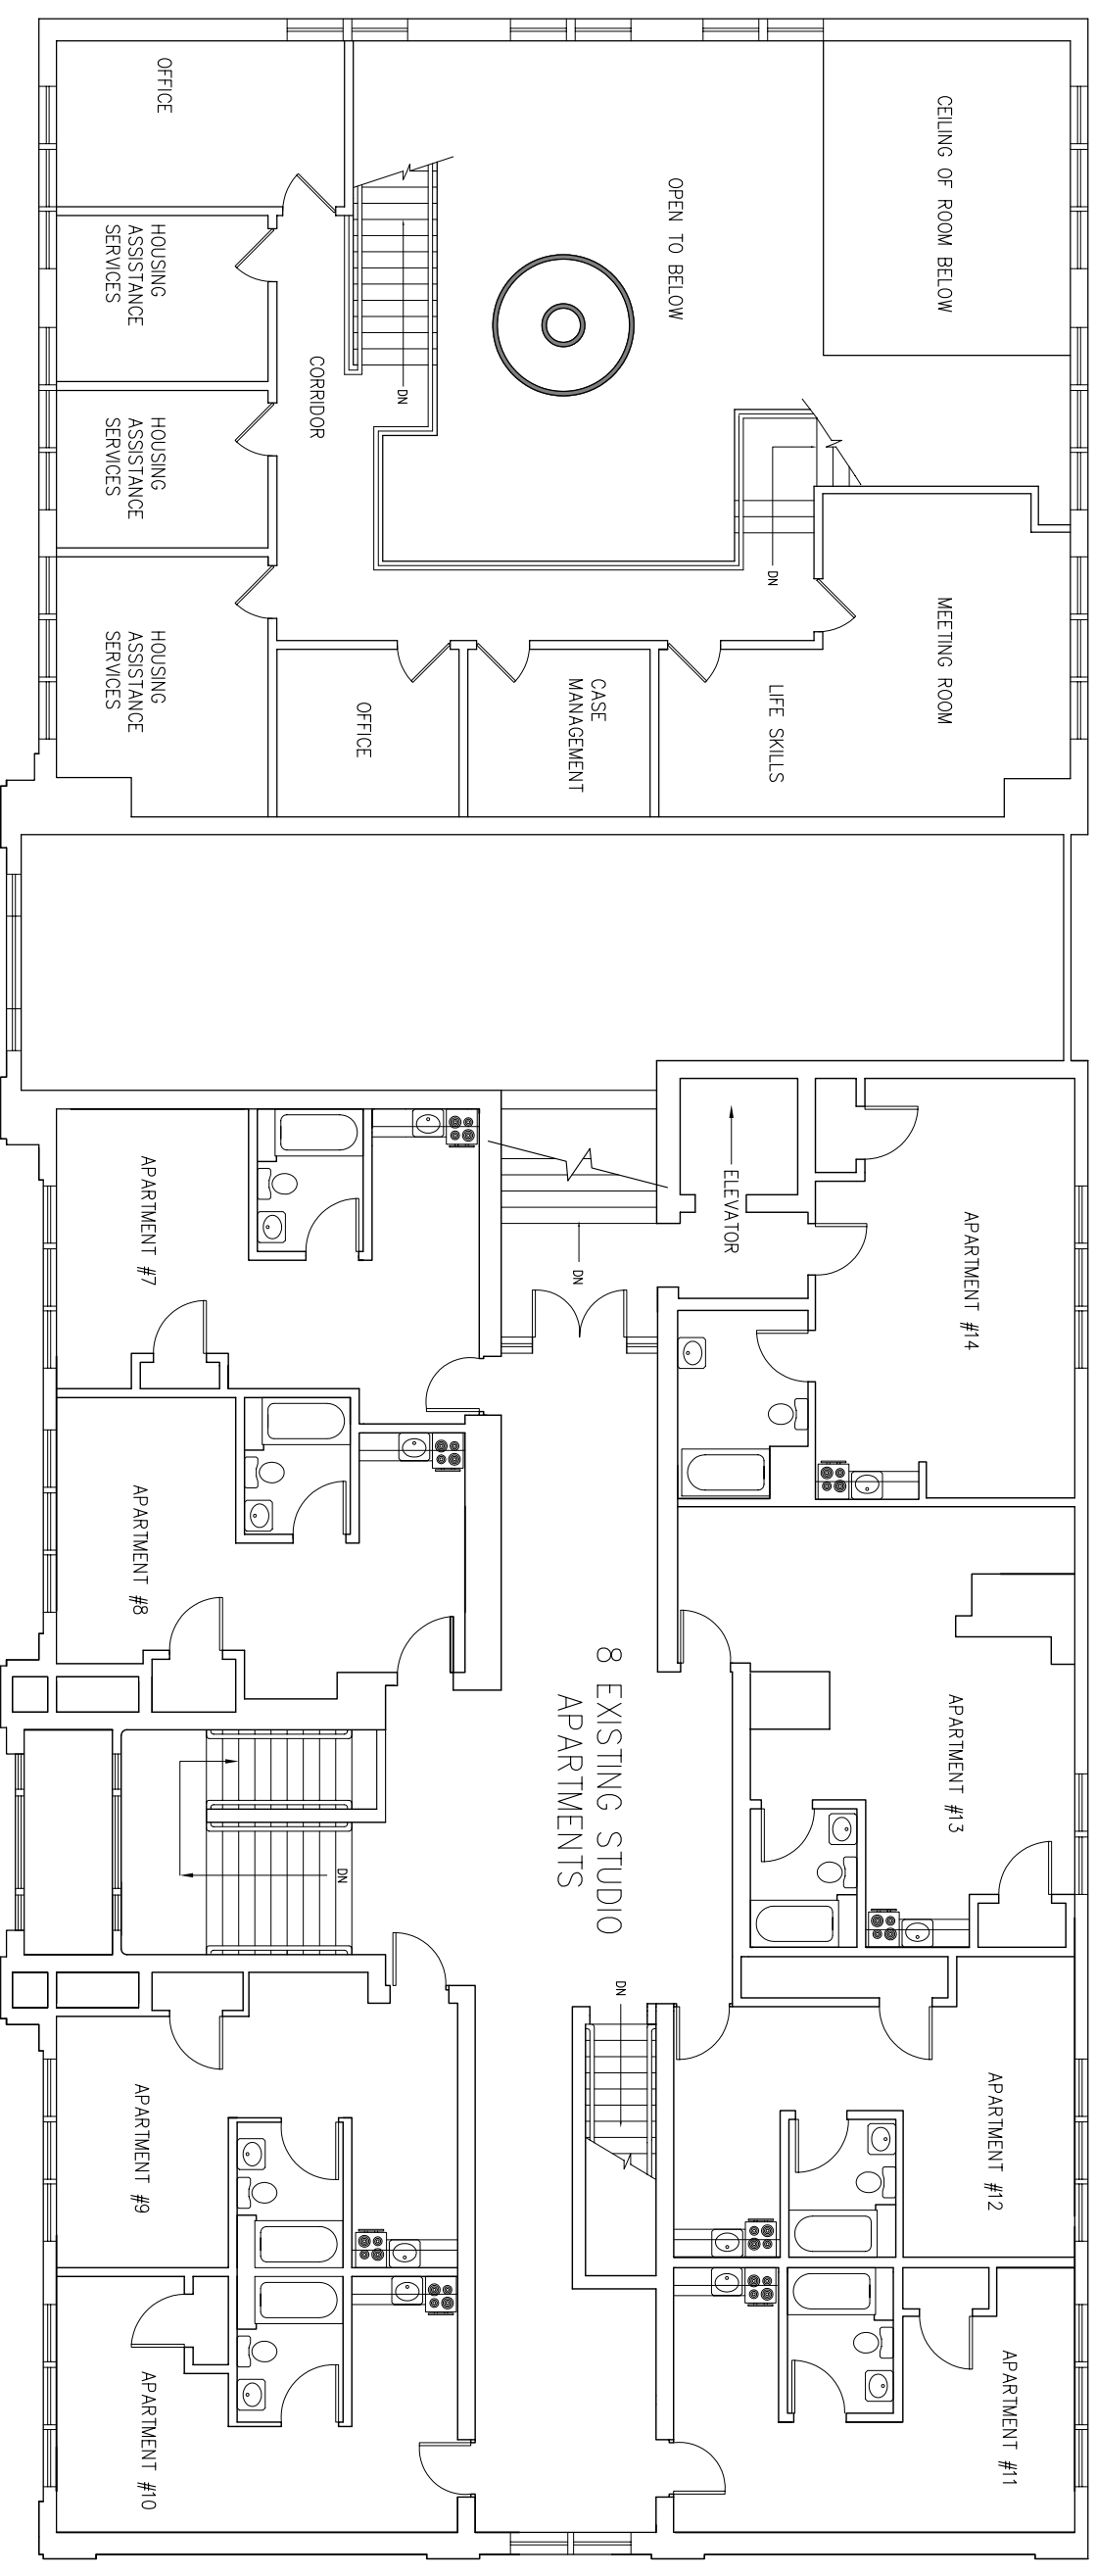 CEILING OF ROOM BELOW
OPEN TO BELOW
OFFICE
HOUSING
ASSISTANCE
SERVICES
CORRIDOR
DN
HOUSING
ASSISTANCE
SERVICES
DN
MEETING ROOM
LIFE SKILLS
CASE
MANAGEMENT
OFFICE
HOUSING
ASSISTANCE
SERVICES
ELEVATOR
DN
APARTMENT #14
APARTMENT #7
APARTMENT #8
8 EXISTING STUDIO
APARTMENTS
APARTMENT #13
DN
DN
APARTMENT #12
APARTMENT #9
APARTMENT #11
APARTMENT #10